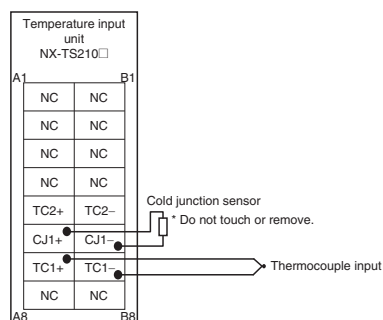 Temperature input
unit
NX-TS210□
A1 B1
NC NC
NC NC
NC NC
NC NC
TC2+ TC2–
Cold junction sensor
* Do not touch or remove.
CJ1+ CJ1–
TC1+ TC1–
Thermocouple input
NC NC
A8 B8